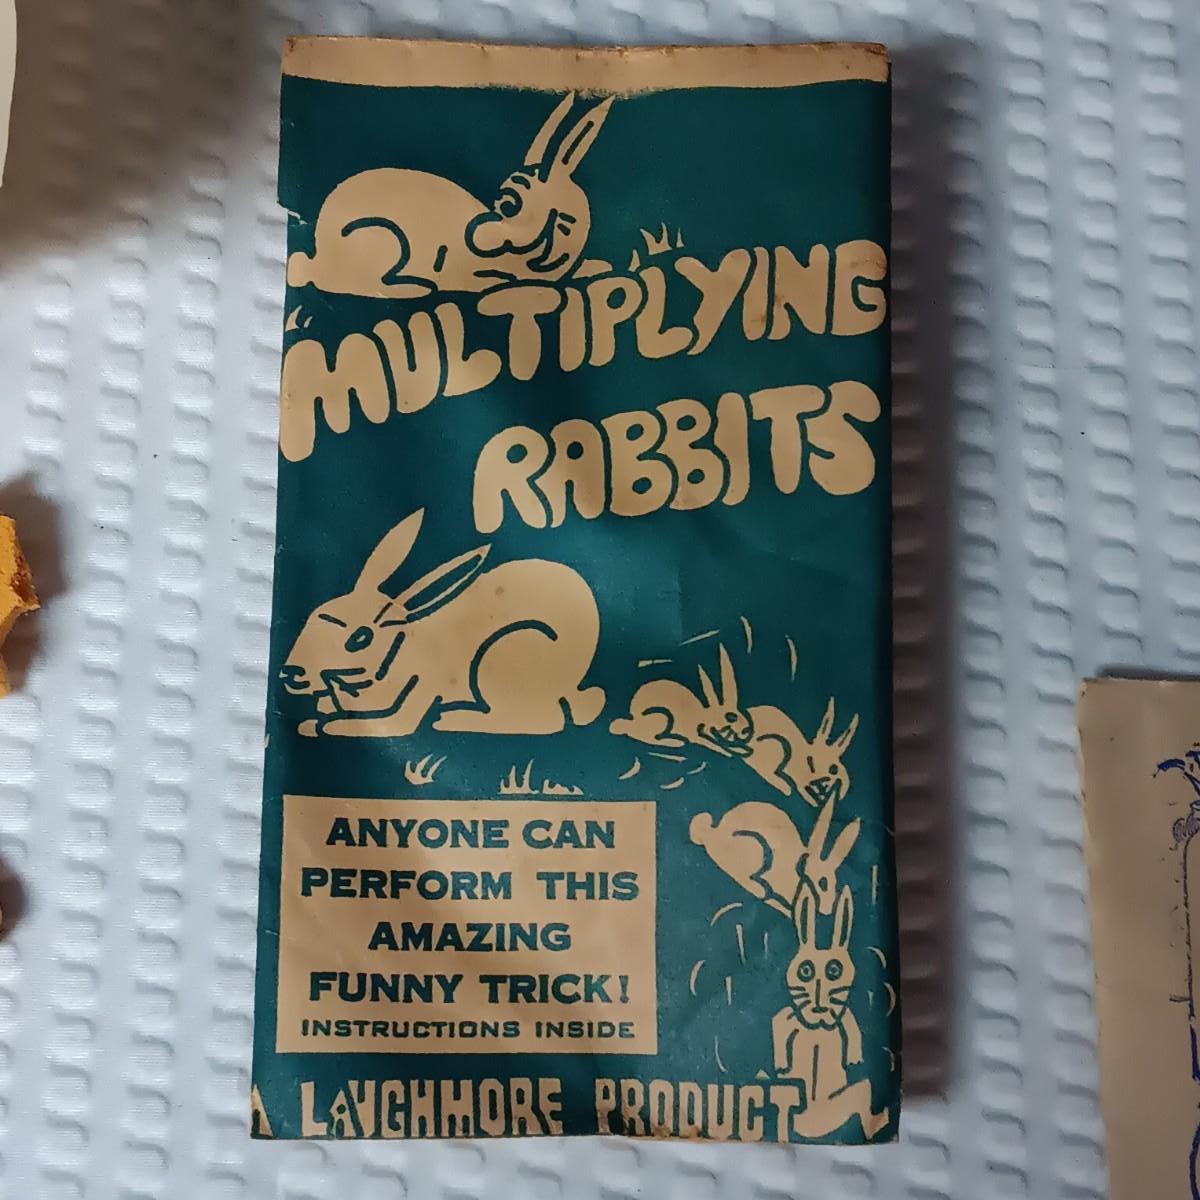 MULTIPLYING
RABBITS
ANYONE CAN
PERFORM THIS
AMAZING
FUNNY TRICK!
INSTRUCTIONS INSIDE
A LAUGHMORE PRODUCT